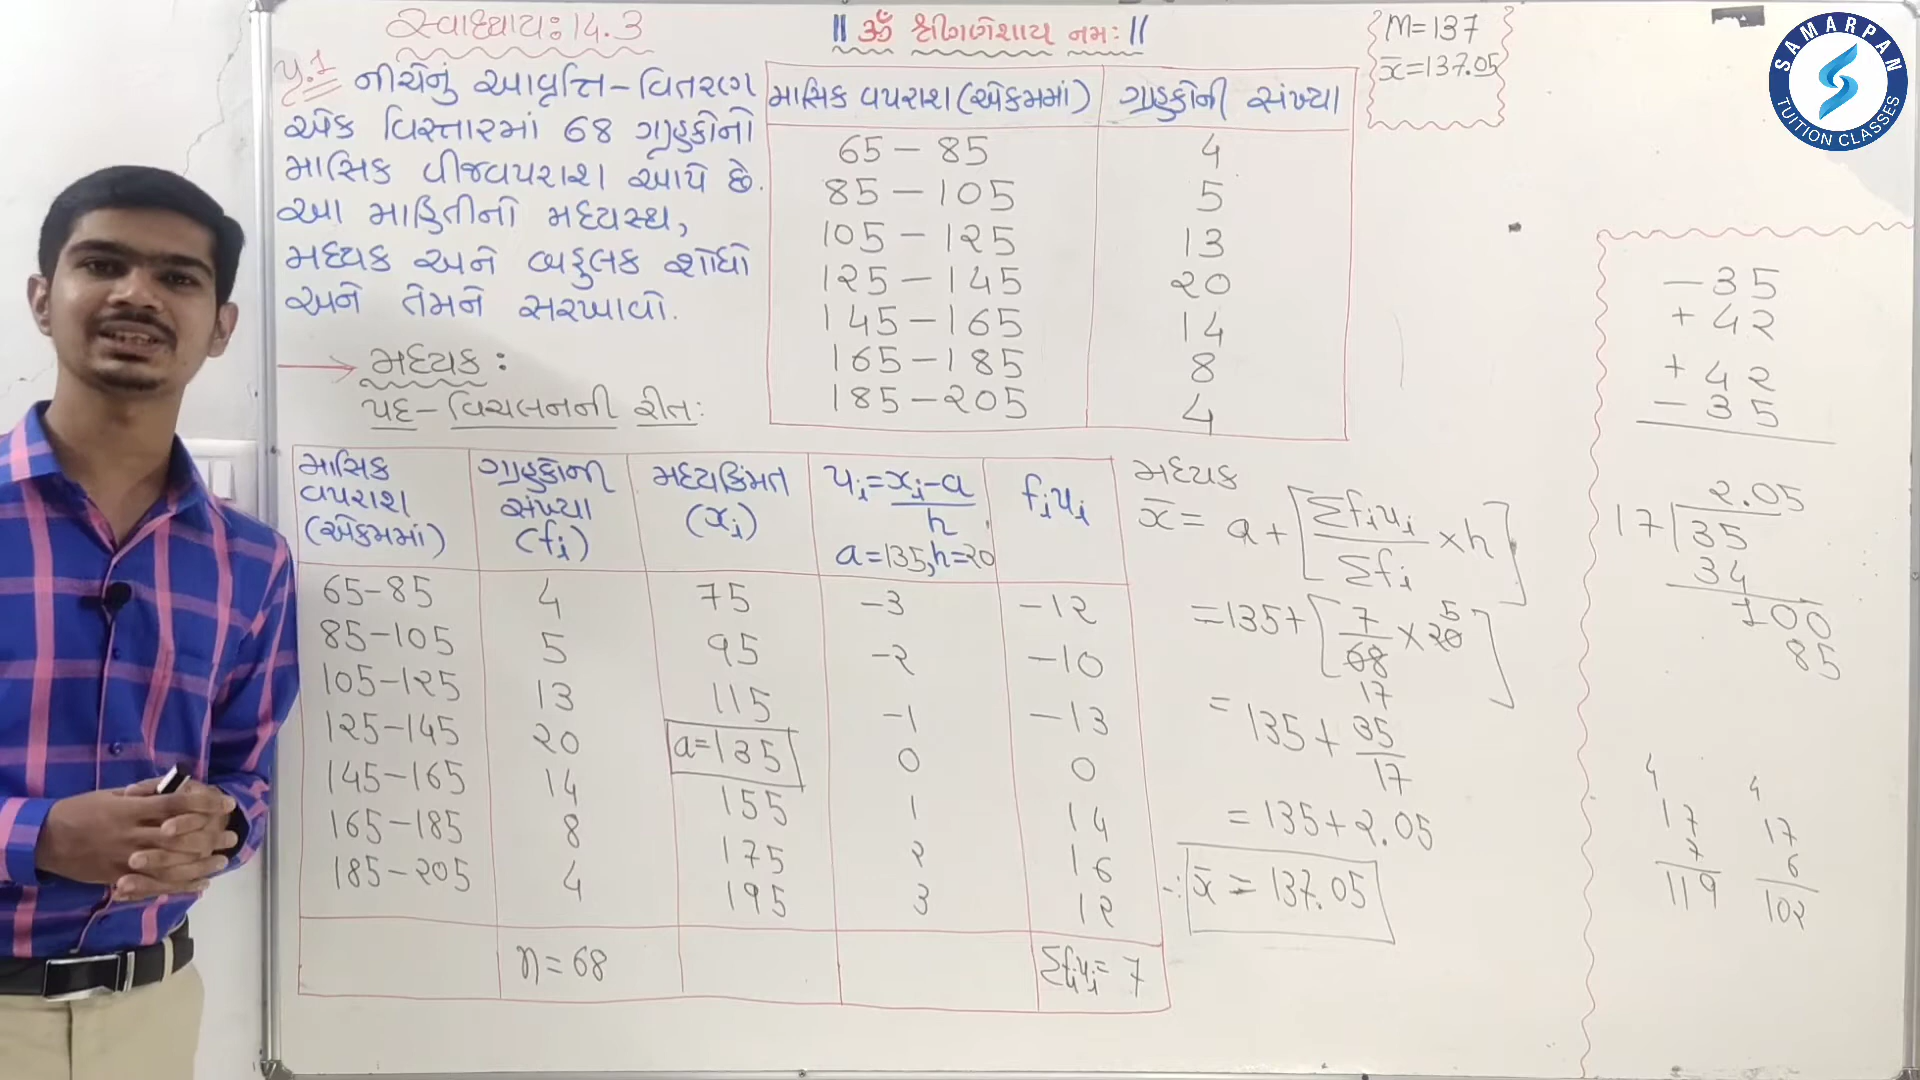 સ્વાધ્યાય: 14.3
|| ૐ શ્રી ગણેશાય નમઃ ||
M = 137
x̄ = 137.05
SAMARPAN
TUITION CLASSES
પ્ર.1 નીચેનું આવૃત્તિ-વિતરણ
એક વિસ્તારમાં 68 ગ્રાહકોનો
માસિક વીજવપરાશ આપે છે.
આ માહિતીનો મધ્યસ્થ,
મધ્યક અને બહુલક શોધો
અને તેમને સરખાવો.
માસિક વપરાશ (એકમમાં) ગ્રાહકોની સંખ્યા
65 – 85 4
85 – 105 5
105 – 125 13
125 – 145 20
145 – 165 14
165 – 185 8
185 – 205 4
→ મધ્યક :
પદ - વિચલનની રીત:
માસિક વપરાશ (એકમમાં) ગ્રાહકોની સંખ્યા (fᵢ) મધ્યકિંમત (xᵢ) uᵢ = xᵢ - a / h a = 135, h = 20 fᵢuᵢ
65-85 4 75 -3 -12
85-105 5 95 -2 -10
105-125 13 115 -1 -13
125-145 20 a=135 0 0
145-165 14 155 1 14
165-185 8 175 2 16
185-205 4 195 3 12
n = 68 Σfᵢuᵢ = 7
મધ્યક
x̄ = a + [Σfᵢuᵢ / Σfᵢ × h]
= 135 + [7 / 68 × 20] 5
17
= 135 + 35 / 17
= 135 + 2.05
∴ x̄ = 137.05
- 35
+ 42
+ 42
- 35
2.05
17 35
34
100
85
4 4
17 17
7 6
119 102